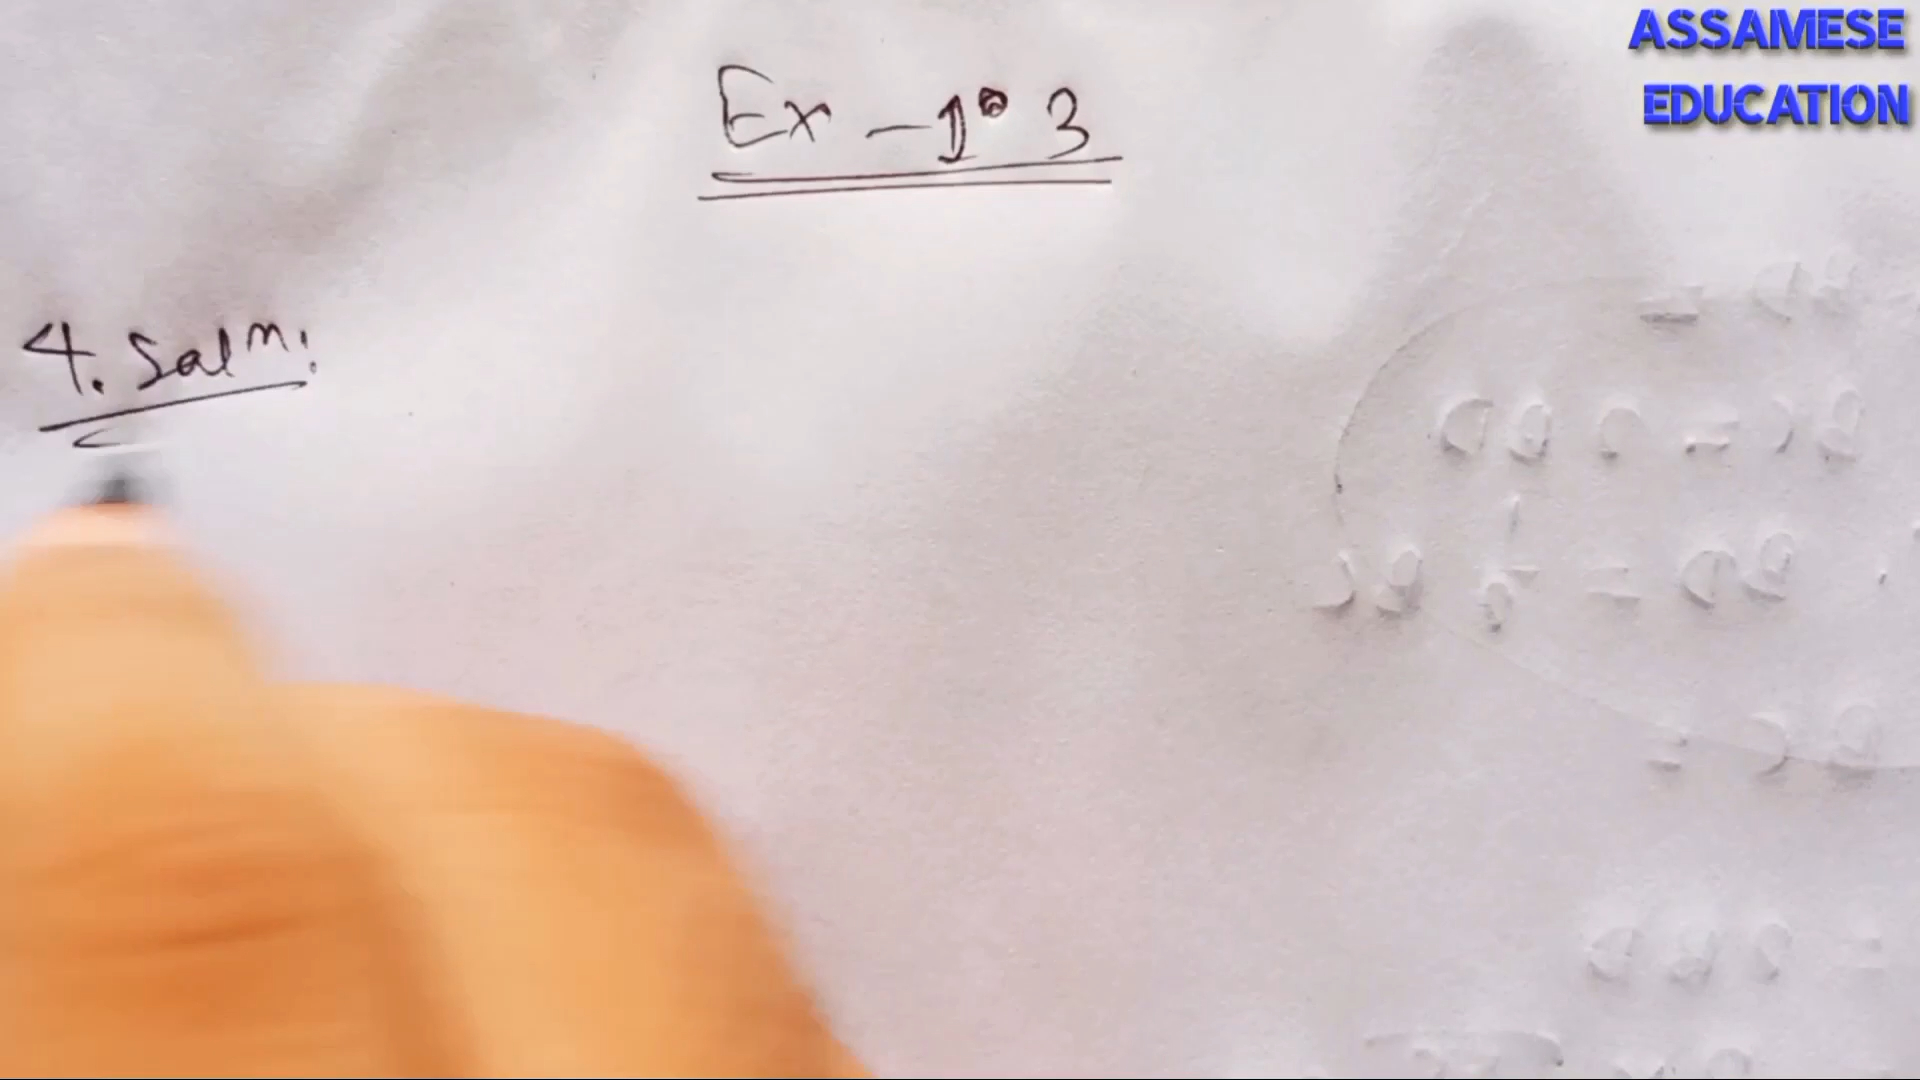 ASSAMESE
EDUCATION
Ex - 1.3
4. Solⁿ: